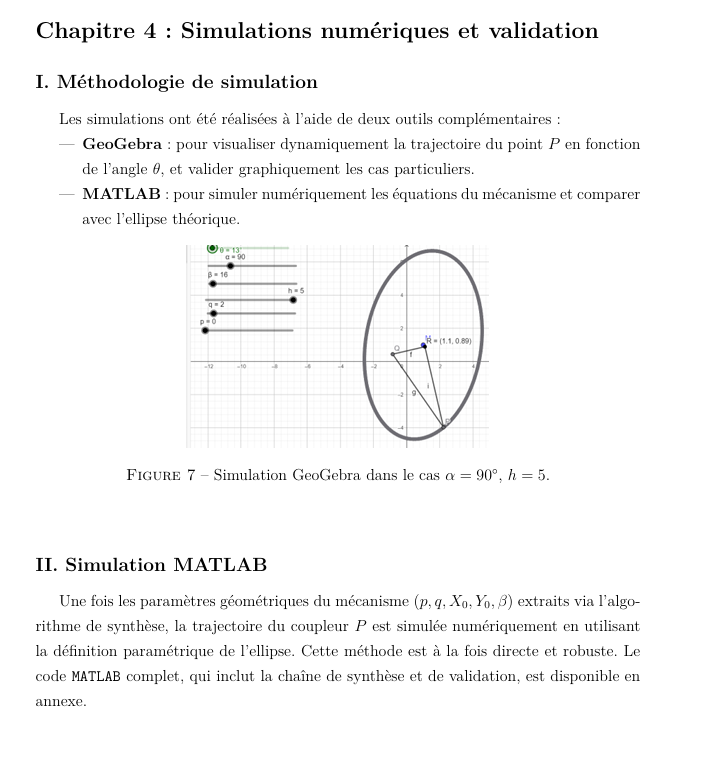 Chapitre 4 : Simulations numériques et validation
I. Méthodologie de simulation
Les simulations ont été réalisées à l'aide de deux outils complémentaires :
— GeoGebra : pour visualiser dynamiquement la trajectoire du point P en fonction
de l'angle θ, et valider graphiquement les cas particuliers.
— MATLAB : pour simuler numériquement les équations du mécanisme et comparer
avec l'ellipse théorique.
θ = 13°
α = 90
β = 16
h = 5
q = 2
p = 0
4
2
Q
R = (1.1, 0.89)
f
-12 -10 -8 -6 -4 -2 2 4
i
-2
g
-4
FIGURE 7 – Simulation GeoGebra dans le cas α = 90°, h = 5.
II. Simulation MATLAB
Une fois les paramètres géométriques du mécanisme (p, q, X₀, Y₀, β) extraits via l'algo-
rithme de synthèse, la trajectoire du coupleur P est simulée numériquement en utilisant
la définition paramétrique de l'ellipse. Cette méthode est à la fois directe et robuste. Le
code MATLAB complet, qui inclut la chaîne de synthèse et de validation, est disponible en
annexe.